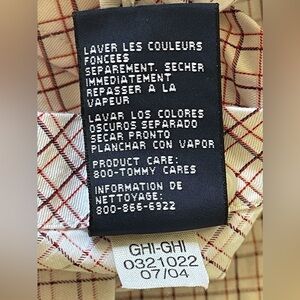 LAVER LES COULEURS
FONCEES
SEPAREMENT. SECHER
IMMEDIATEMENT
REPASSER A LA
VAPEUR
LAVAR LOS COLORES
OSCUROS SEPARADO
SECAR PRONTO
PLANCHAR CON VAPOR
PRODUCT CARE:
800-TOMMY CARES
INFORMATION DE
NETTOYAGE:
800-866-6922
GHI-GHI
0321022
07/04